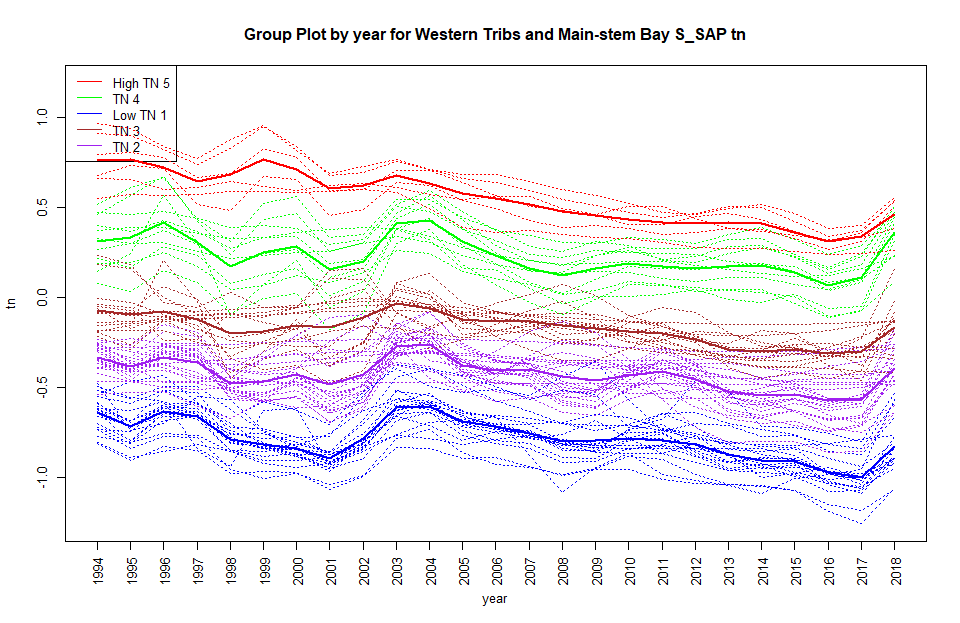 Group Plot by year for Western Tribs and Main-stem Bay S_SAP tn
High TN 5
TN 4
Low TN 1
TN 3
TN 2
1.0
0.5
0.0
-0.5
-1.0
tn
1994 1995 1996 1997 1998 1999 2000 2001 2002 2003 2004 2005 2006 2007 2008 2009 2010 2011 2012 2013 2014 2015 2016 2017 2018
year